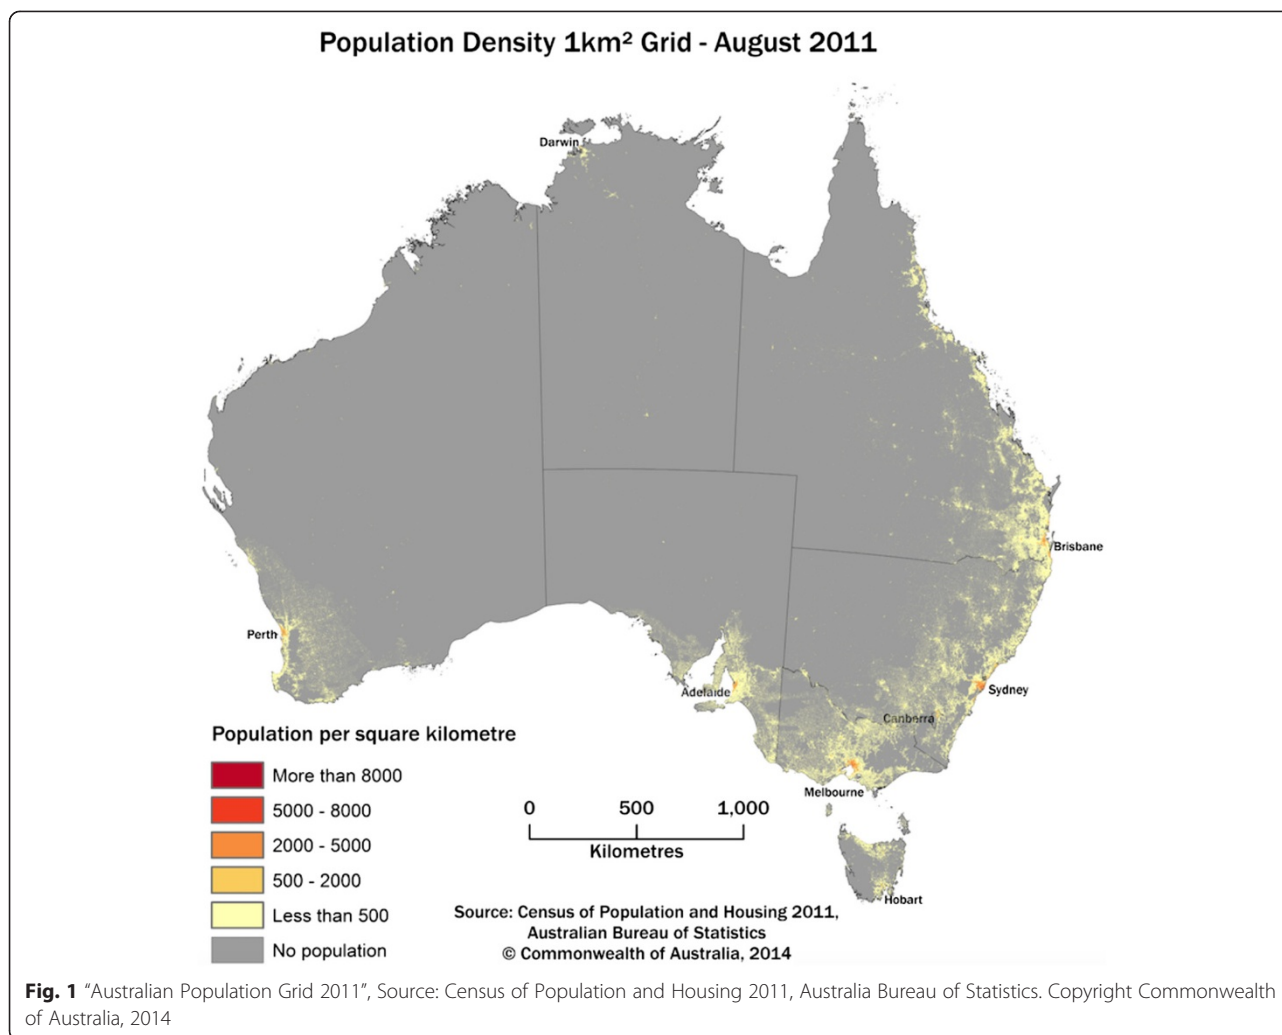 Population Density 1km² Grid - August 2011
Darwin
Brisbane
Perth
Adelaide
Sydney
Canberra
Melbourne
Hobart
Population per square kilometre
More than 8000
5000 - 8000
2000 - 5000
500 - 2000
Less than 500
No population
0 500 1,000
Kilometres
Source: Census of Population and Housing 2011,
Australian Bureau of Statistics
© Commonwealth of Australia, 2014
Fig. 1 “Australian Population Grid 2011”, Source: Census of Population and Housing 2011, Australia Bureau of Statistics. Copyright Commonwealth
of Australia, 2014